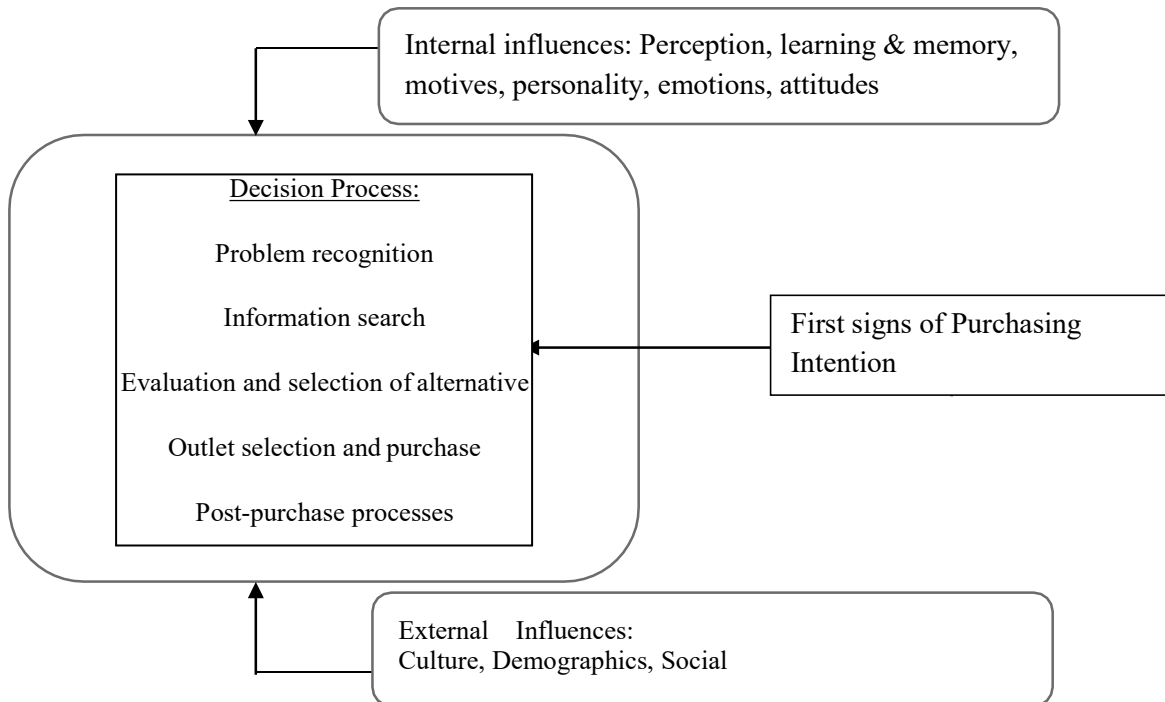 Internal influences: Perception, learning & memory,
motives, personality, emotions, attitudes
Decision Process:
Problem recognition
Information search
Evaluation and selection of alternative
Outlet selection and purchase
Post-purchase processes
First signs of Purchasing
Intention
External Influences:
Culture, Demographics, Social